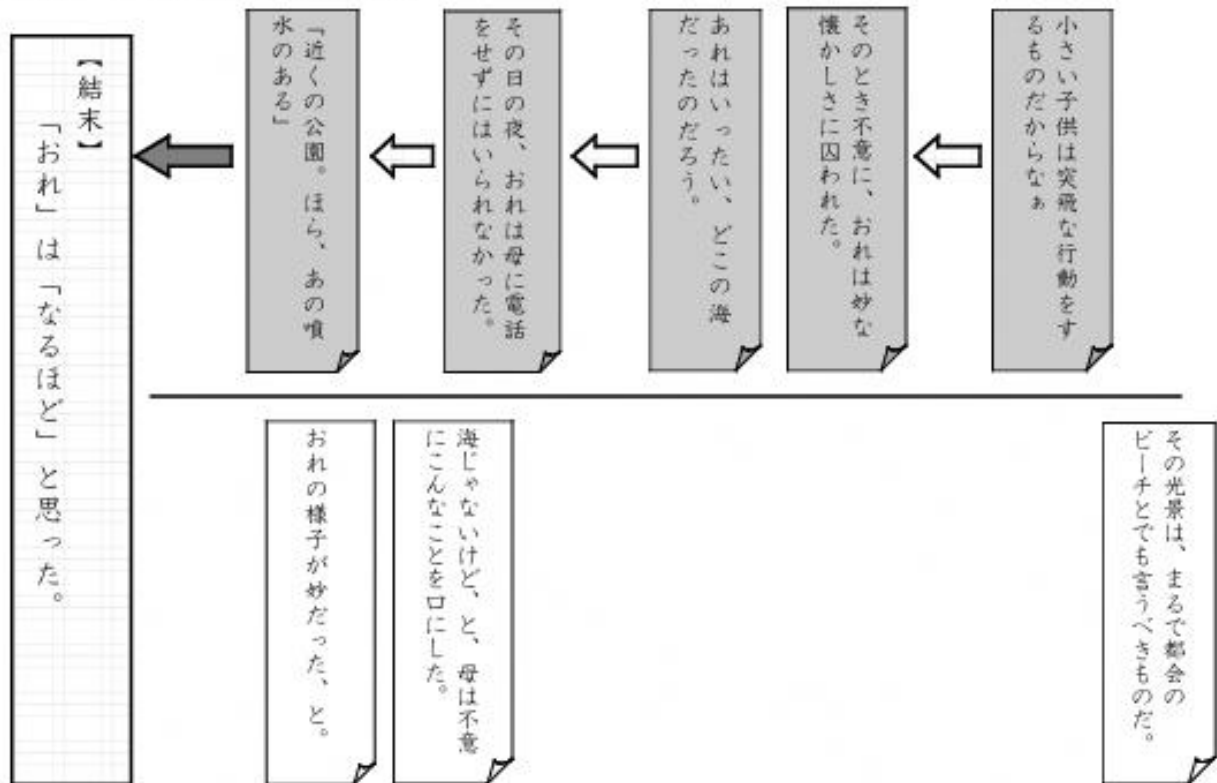 小さい子供は突飛な行動をす
るものだからなぁ
そのとき不意に、おれは妙な
懐かしさに囚われた。
あれはいったい、どこの海
だったのだろう。
その日の夜、おれは母に電話
をせずにはいられなかった。
「近くの公園。ほら、あの噴
水のある」
その光景は、まるで都会の
ビーチとでも言うべきものだ。
海じゃないけど、と、母は不意
にこんなことを口にした。
おれの様子が妙だった、と。
【結末】
「おれ」は「なるほど」と思った。